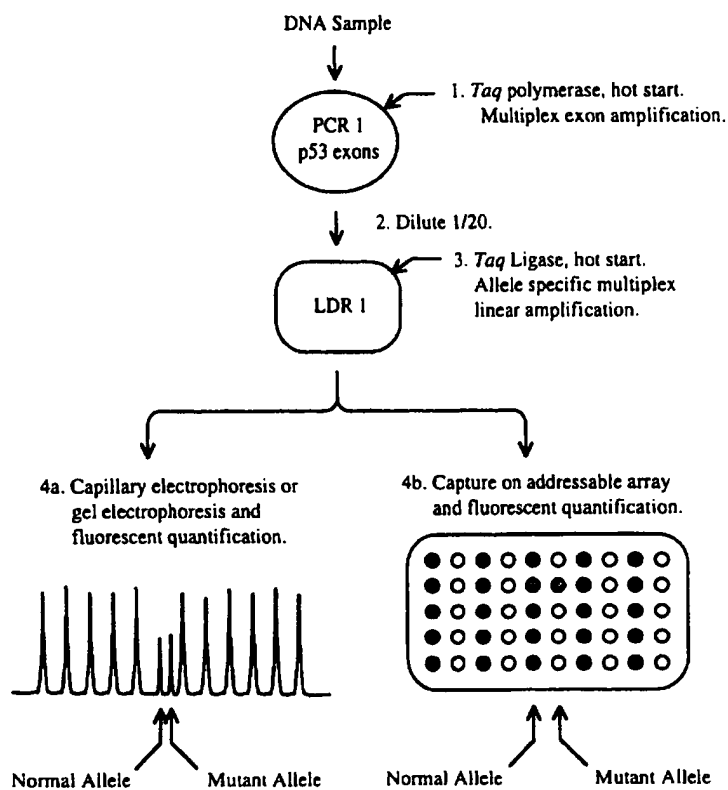 DNA Sample
1. Taq polymerase, hot start.
Multiplex exon amplification.
PCR 1
p53 exons
2. Dilute 1/20.
3. Taq Ligase, hot start.
Allele specific multiplex
linear amplification.
LDR 1
4a. Capillary electrophoresis or
gel electrophoresis and
fluorescent quantification.
4b. Capture on addressable array
and fluorescent quantification.
Normal Allele
Mutant Allele
Normal Allele
Mutant Allele